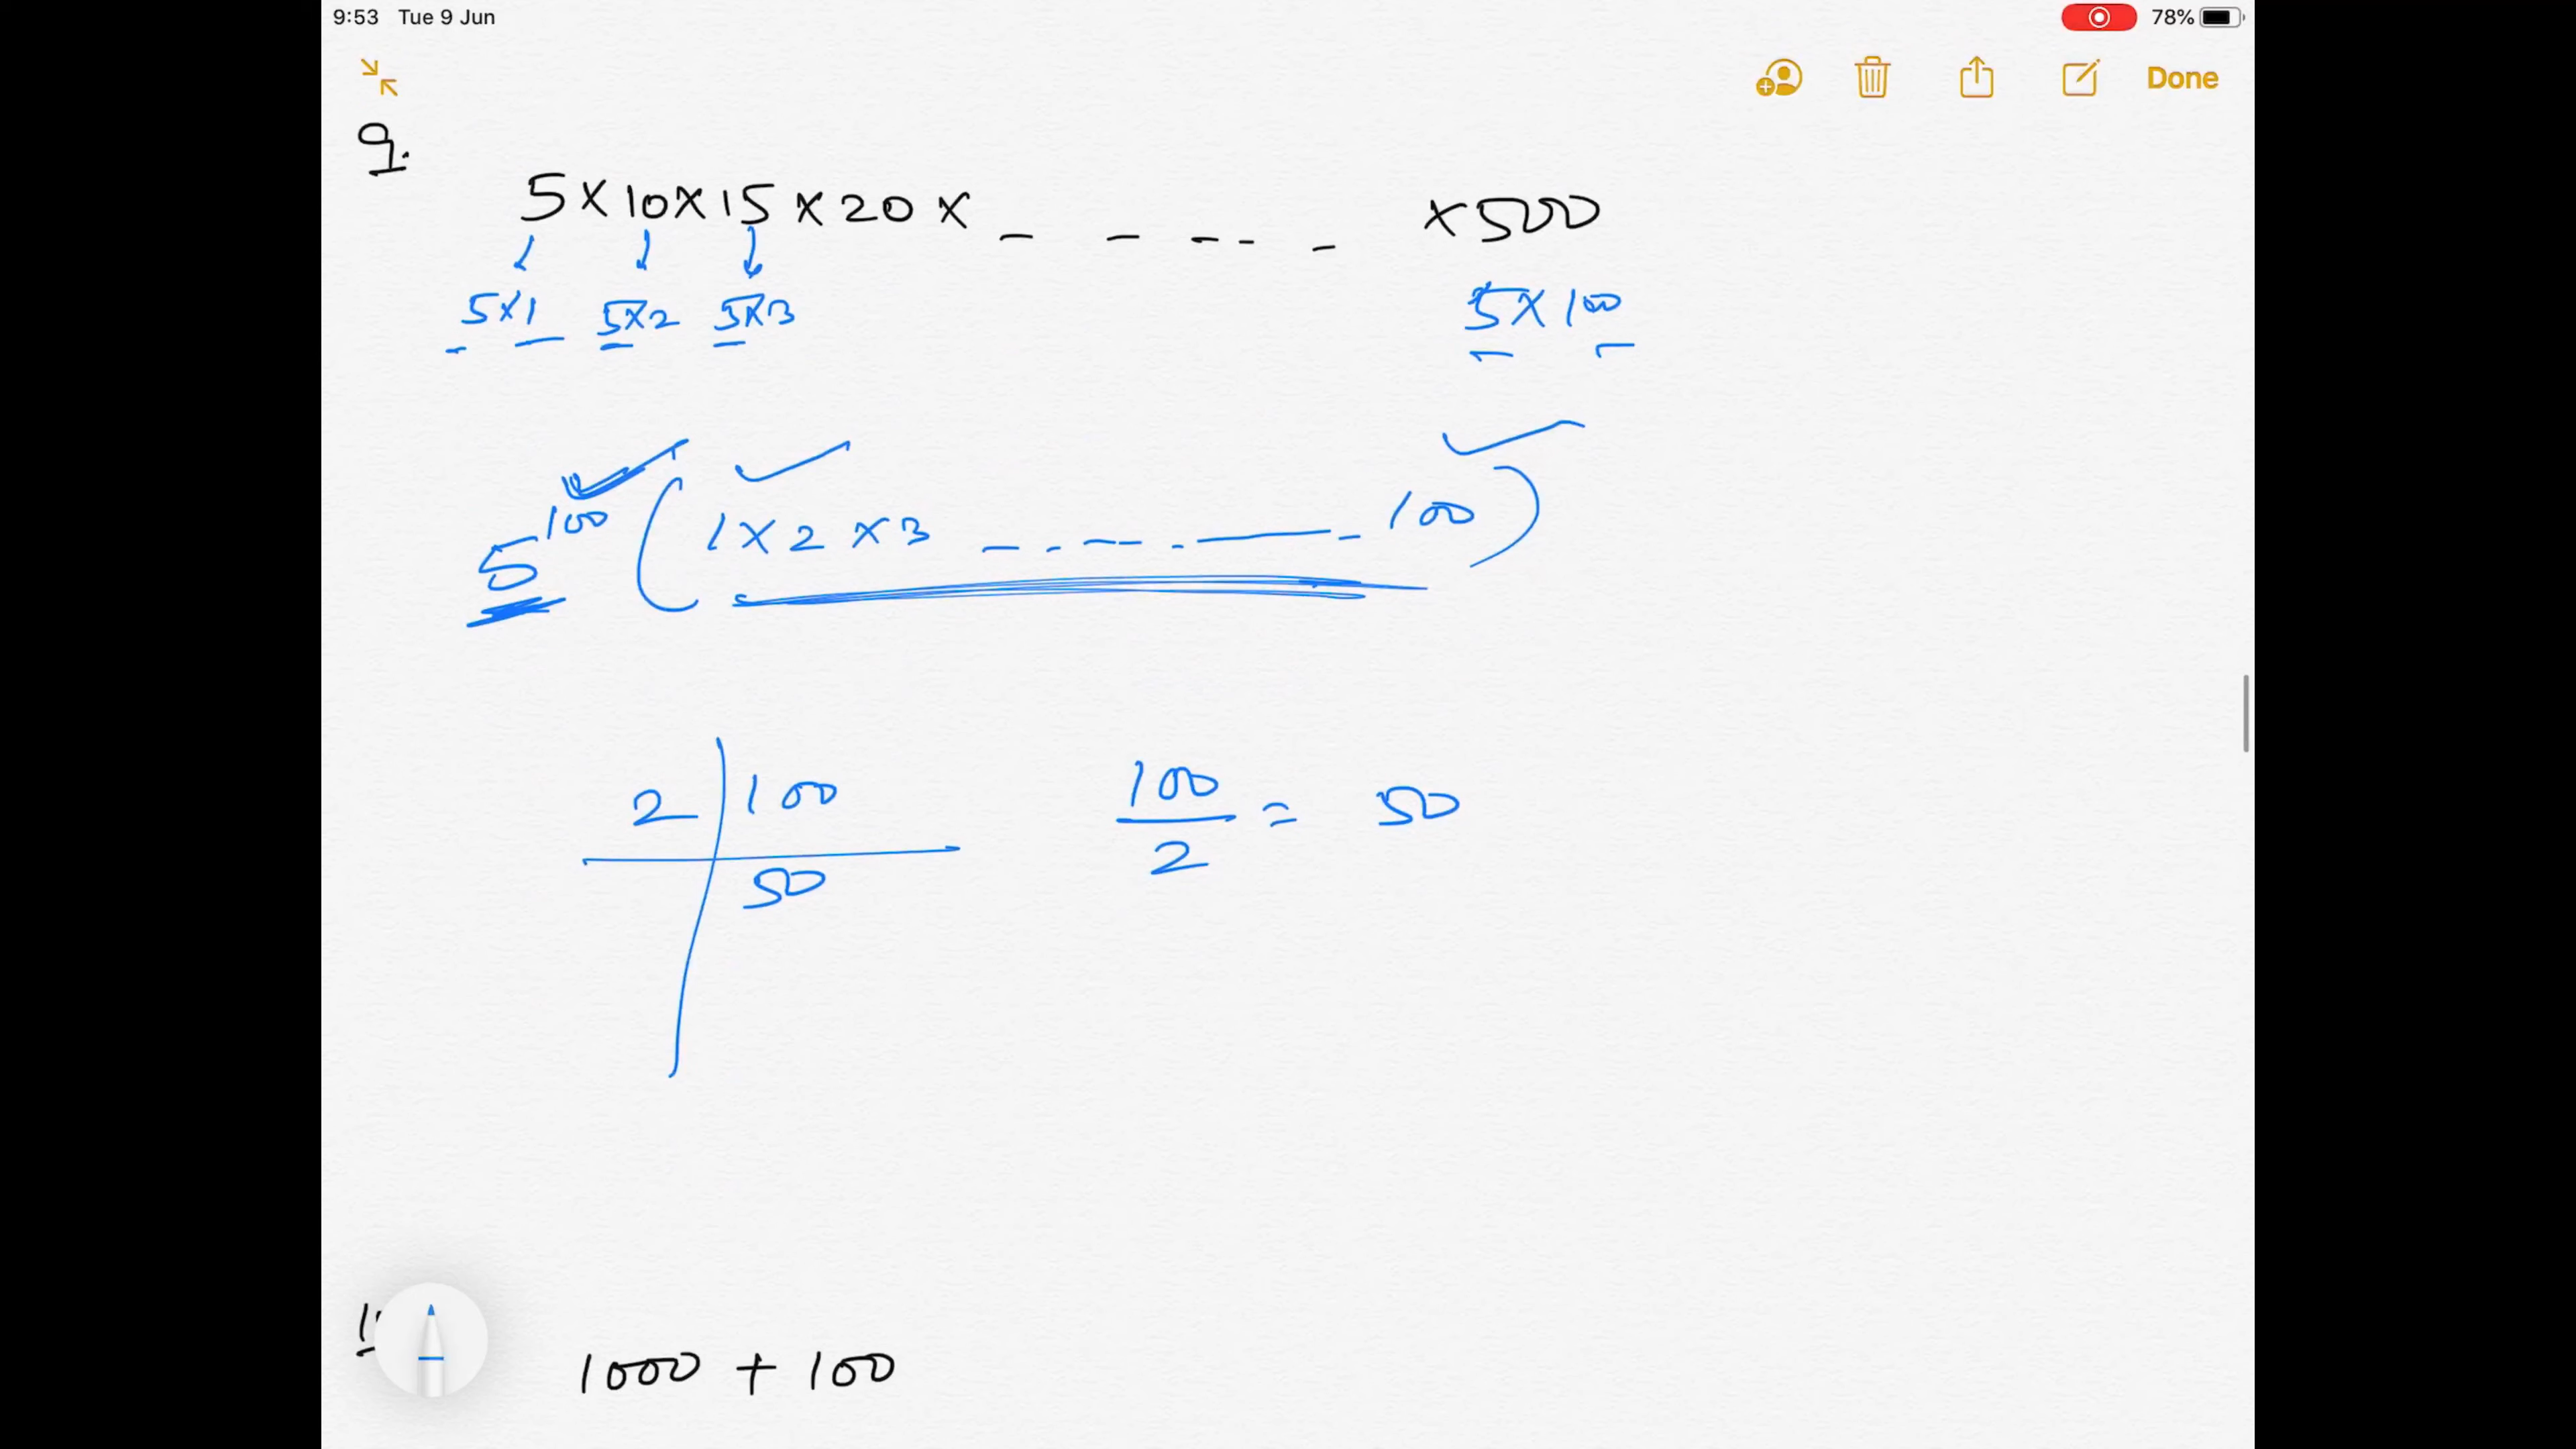 9:53 Tue 9 Jun
78%
Done
9.
5 × 10 × 15 × 20 × _ _ _ _ _ × 500
5×1 5×2 5×3 5×100
5^100 ( 1 × 2 × 3 _ _ _ _ _ _ 100 )
2 | 100
50
100/2 = 50
1000 + 100